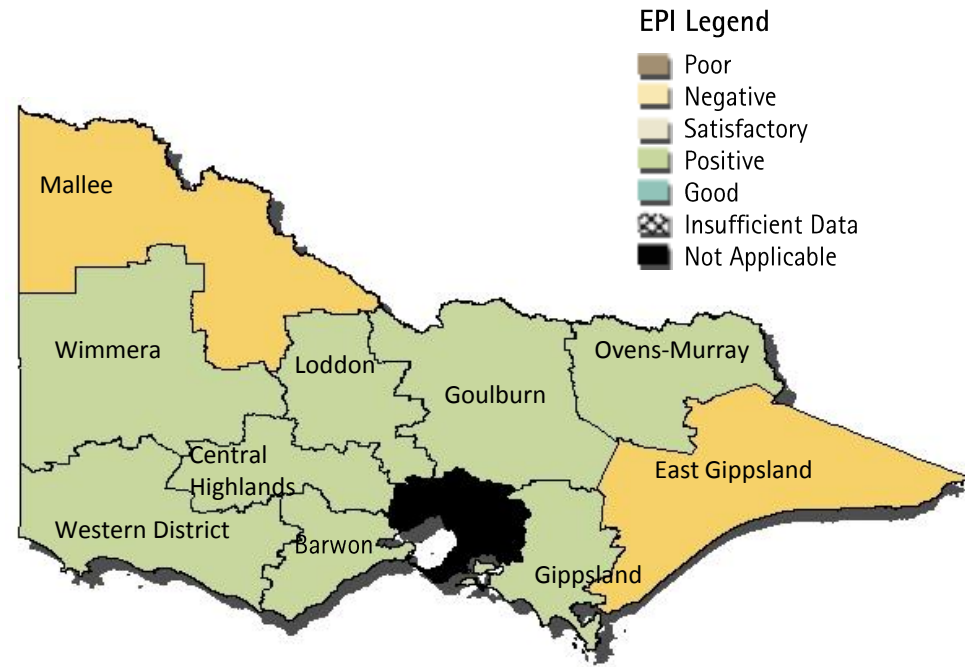 EPI Legend
Poor
Negative
Satisfactory
Positive
Good
Insufficient Data
Not Applicable
Mallee
Wimmera
Loddon
Ovens-Murray
Goulburn
Central
Highlands
East Gippsland
Western District
Barwon
Gippsland